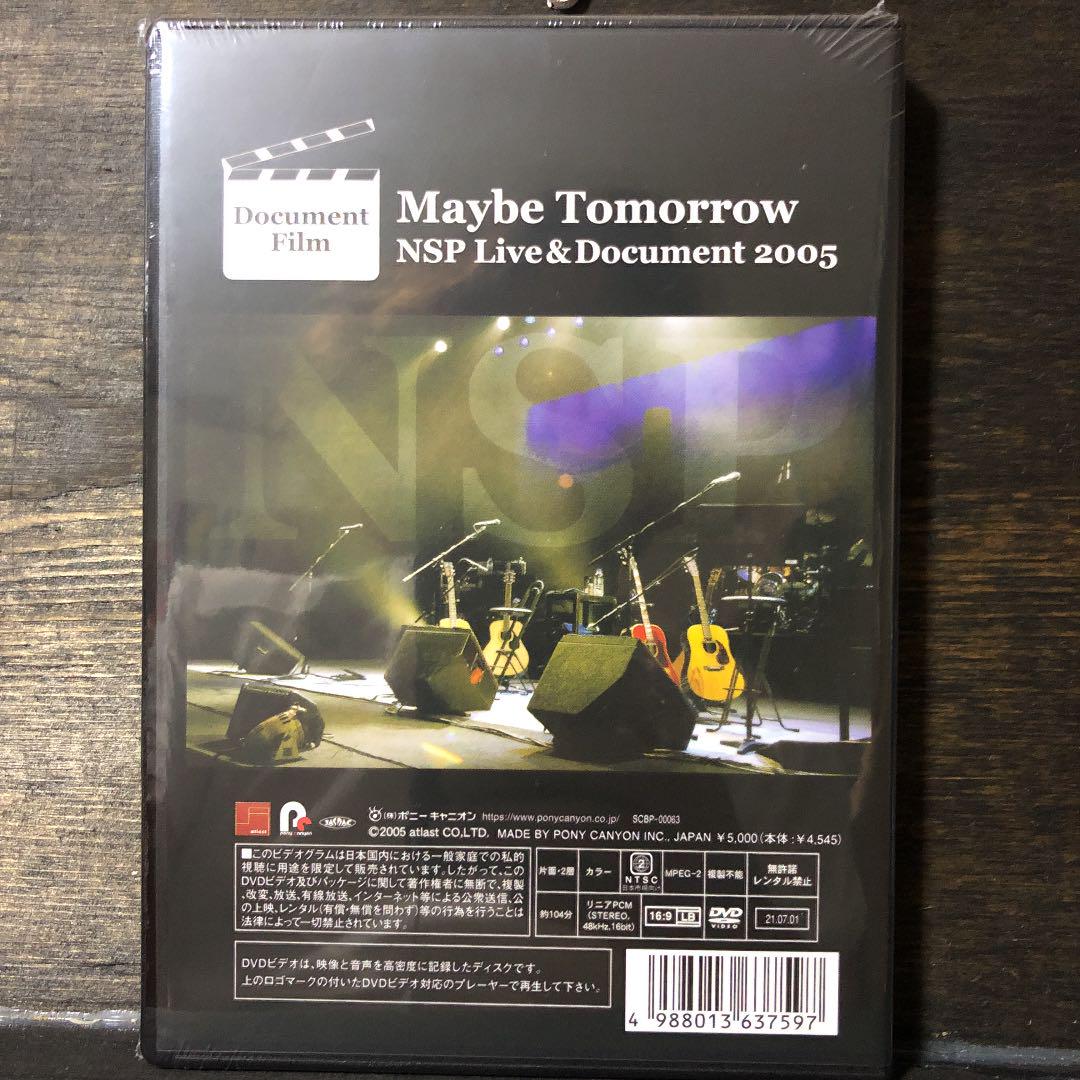 Document
Film
Maybe Tomorrow
NSP Live&Document 2005
NSP
atlast
pony canyon
(株)ポニー キャニオン https://www.ponycanyon.co.jp/ SCBP-00063
©2005 atlast CO,LTD. MADE BY PONY CANYON INC., JAPAN ¥5,000(本体:¥4,545)
■このビデオグラムは日本国内における一般家庭での私的
視聴に用途を限定して販売されています。したがって、この
DVDビデオ及びパッケージに関して著作権者に無断で、複製
、改変、放送、有線放送、インターネット等による公衆送信、公
の上映、レンタル(有償・無償を問わず)等の行為を行うことは
法律によって一切禁止されています。
片面・2層 カラー 2 NTSC 日本市場向け MPEG-2 複製不能 無許諾レンタル禁止
約104分 リニアPCM (STEREO, 48kHz,16bit) 16:9 LB DVD VIDEO 21.07.01
DVDビデオは、映像と音声を高密度に記録したディスクです。
上のロゴマークの付いたDVDビデオ対応のプレーヤーで再生して下さい。
4 988013 637597